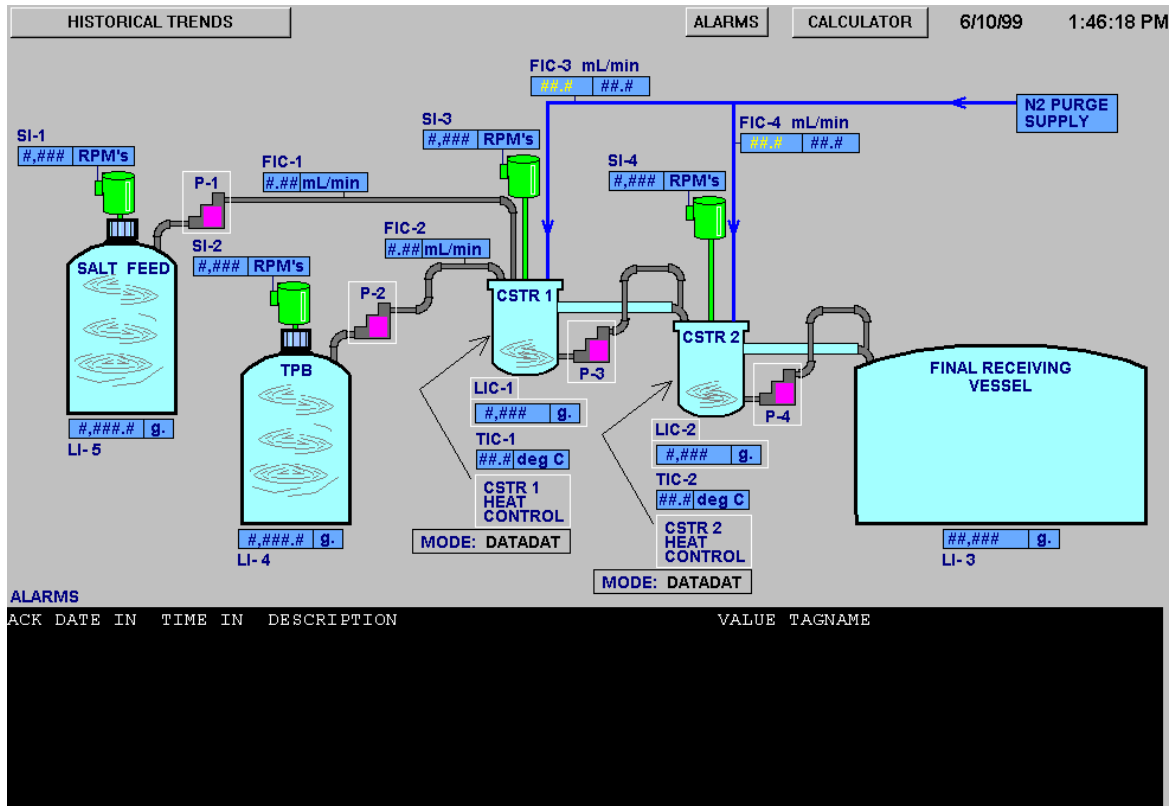 HISTORICAL TRENDS
ALARMS
CALCULATOR
6/10/99
1:46:18 PM
FIC-3 mL/min
##.# ##.#
N2 PURGE
SUPPLY
FIC-4 mL/min
##.# ##.#
SI-1
#,### RPM's
SI-3
#,### RPM's
SI-4
#,### RPM's
FIC-1
#.## mL/min
P-1
FIC-2
#.## mL/min
SI-2
#,### RPM's
SALT FEED
P-2
CSTR 1
TPB
CSTR 2
P-3
P-4
FINAL RECEIVING
VESSEL
LIC-1
#,### g.
#,###.# g.
LI- 5
TIC-1
##.# deg C
LIC-2
#,### g.
TIC-2
##.# deg C
CSTR 1
HEAT
CONTROL
MODE: DATADAT
CSTR 2
HEAT
CONTROL
MODE: DATADAT
#,###.# g.
LI- 4
##,### g.
LI- 3
ALARMS
ACK DATE IN TIME IN DESCRIPTION VALUE TAGNAME